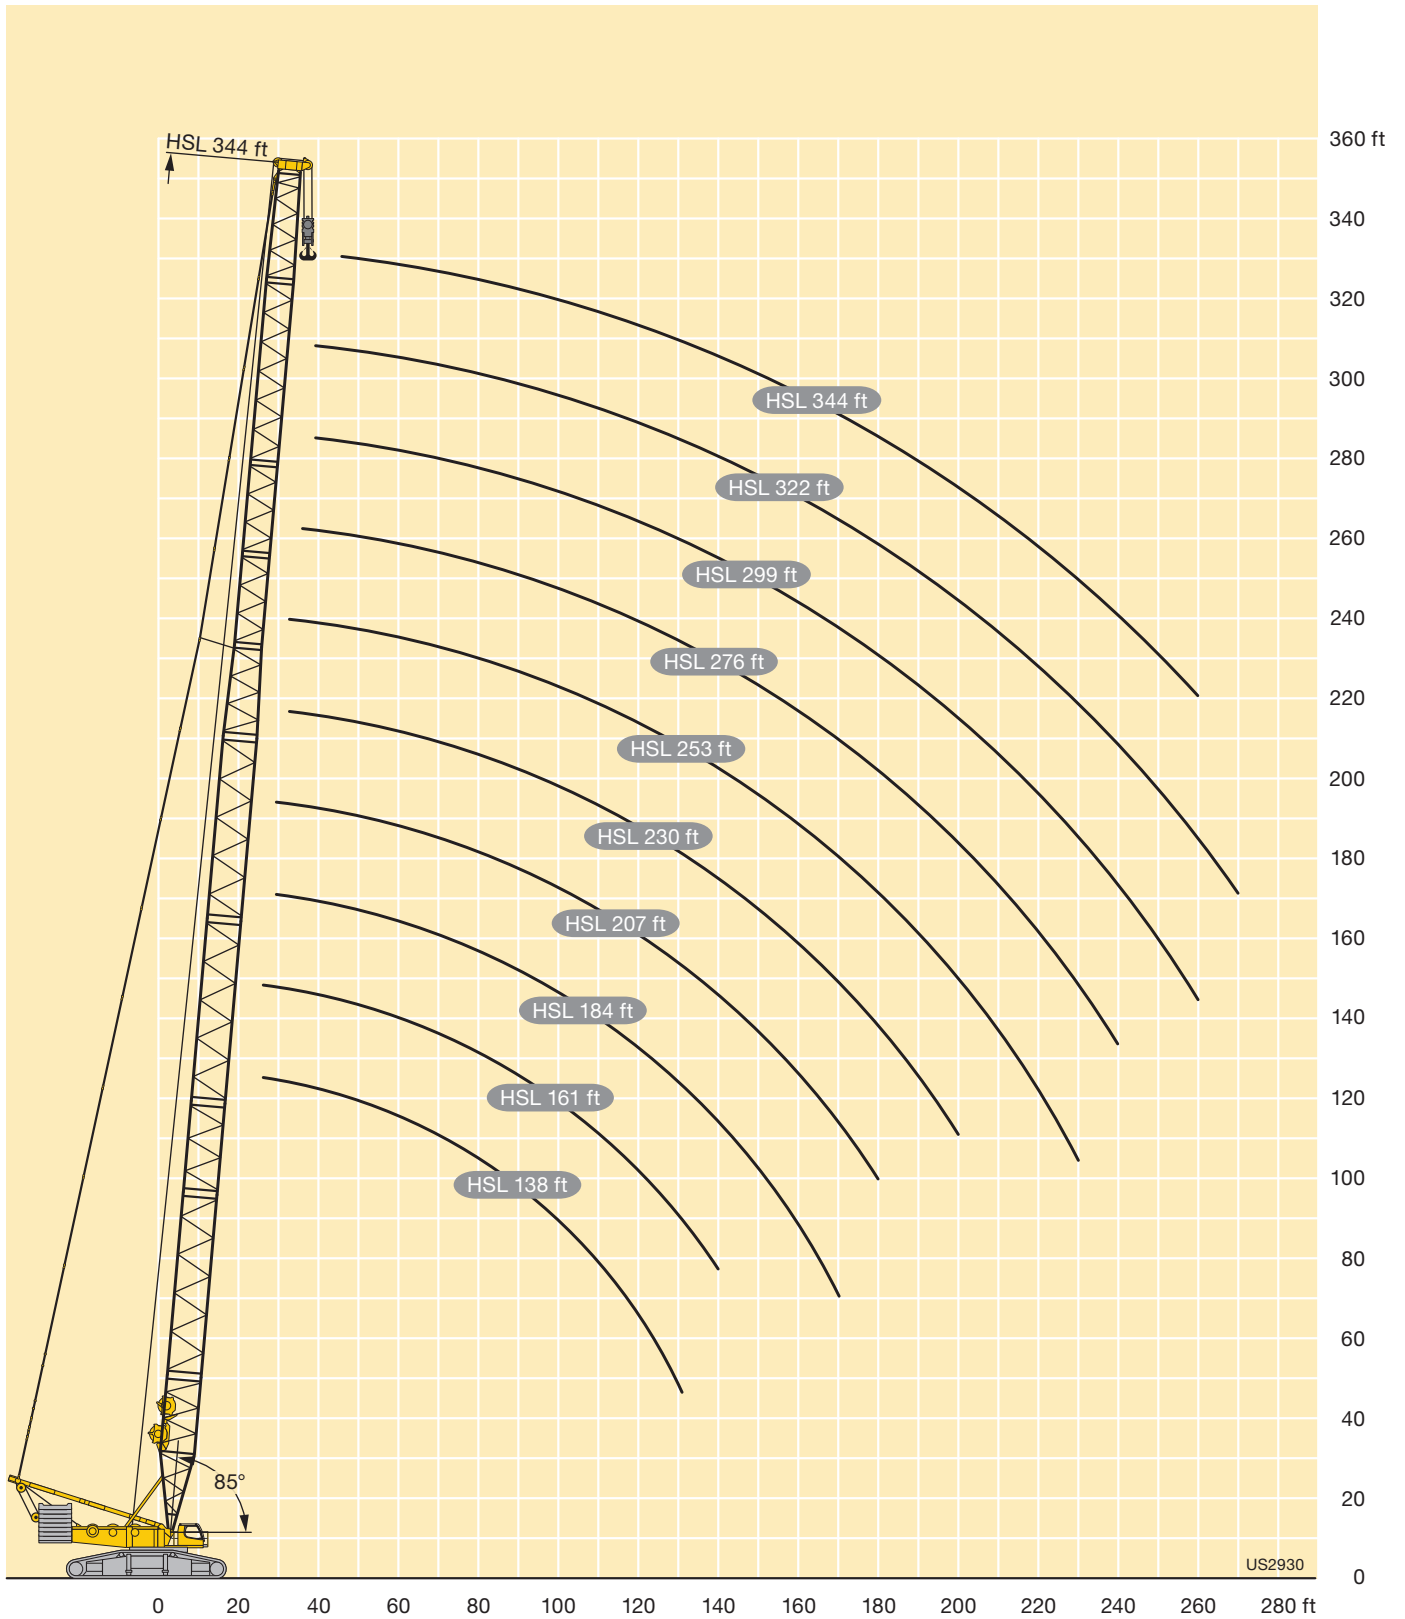 360 ft
HSL 344 ft
340
320
300
HSL 344 ft
280
HSL 322 ft
260
HSL 299 ft
240
HSL 276 ft
220
HSL 253 ft
200
HSL 230 ft
180
HSL 207 ft
160
HSL 184 ft
140
HSL 161 ft
120
HSL 138 ft
100
80
60
40
85°
20
US2930
0
0 20 40 60 80 100 120 140 160 180 200 220 240 260 280 ft